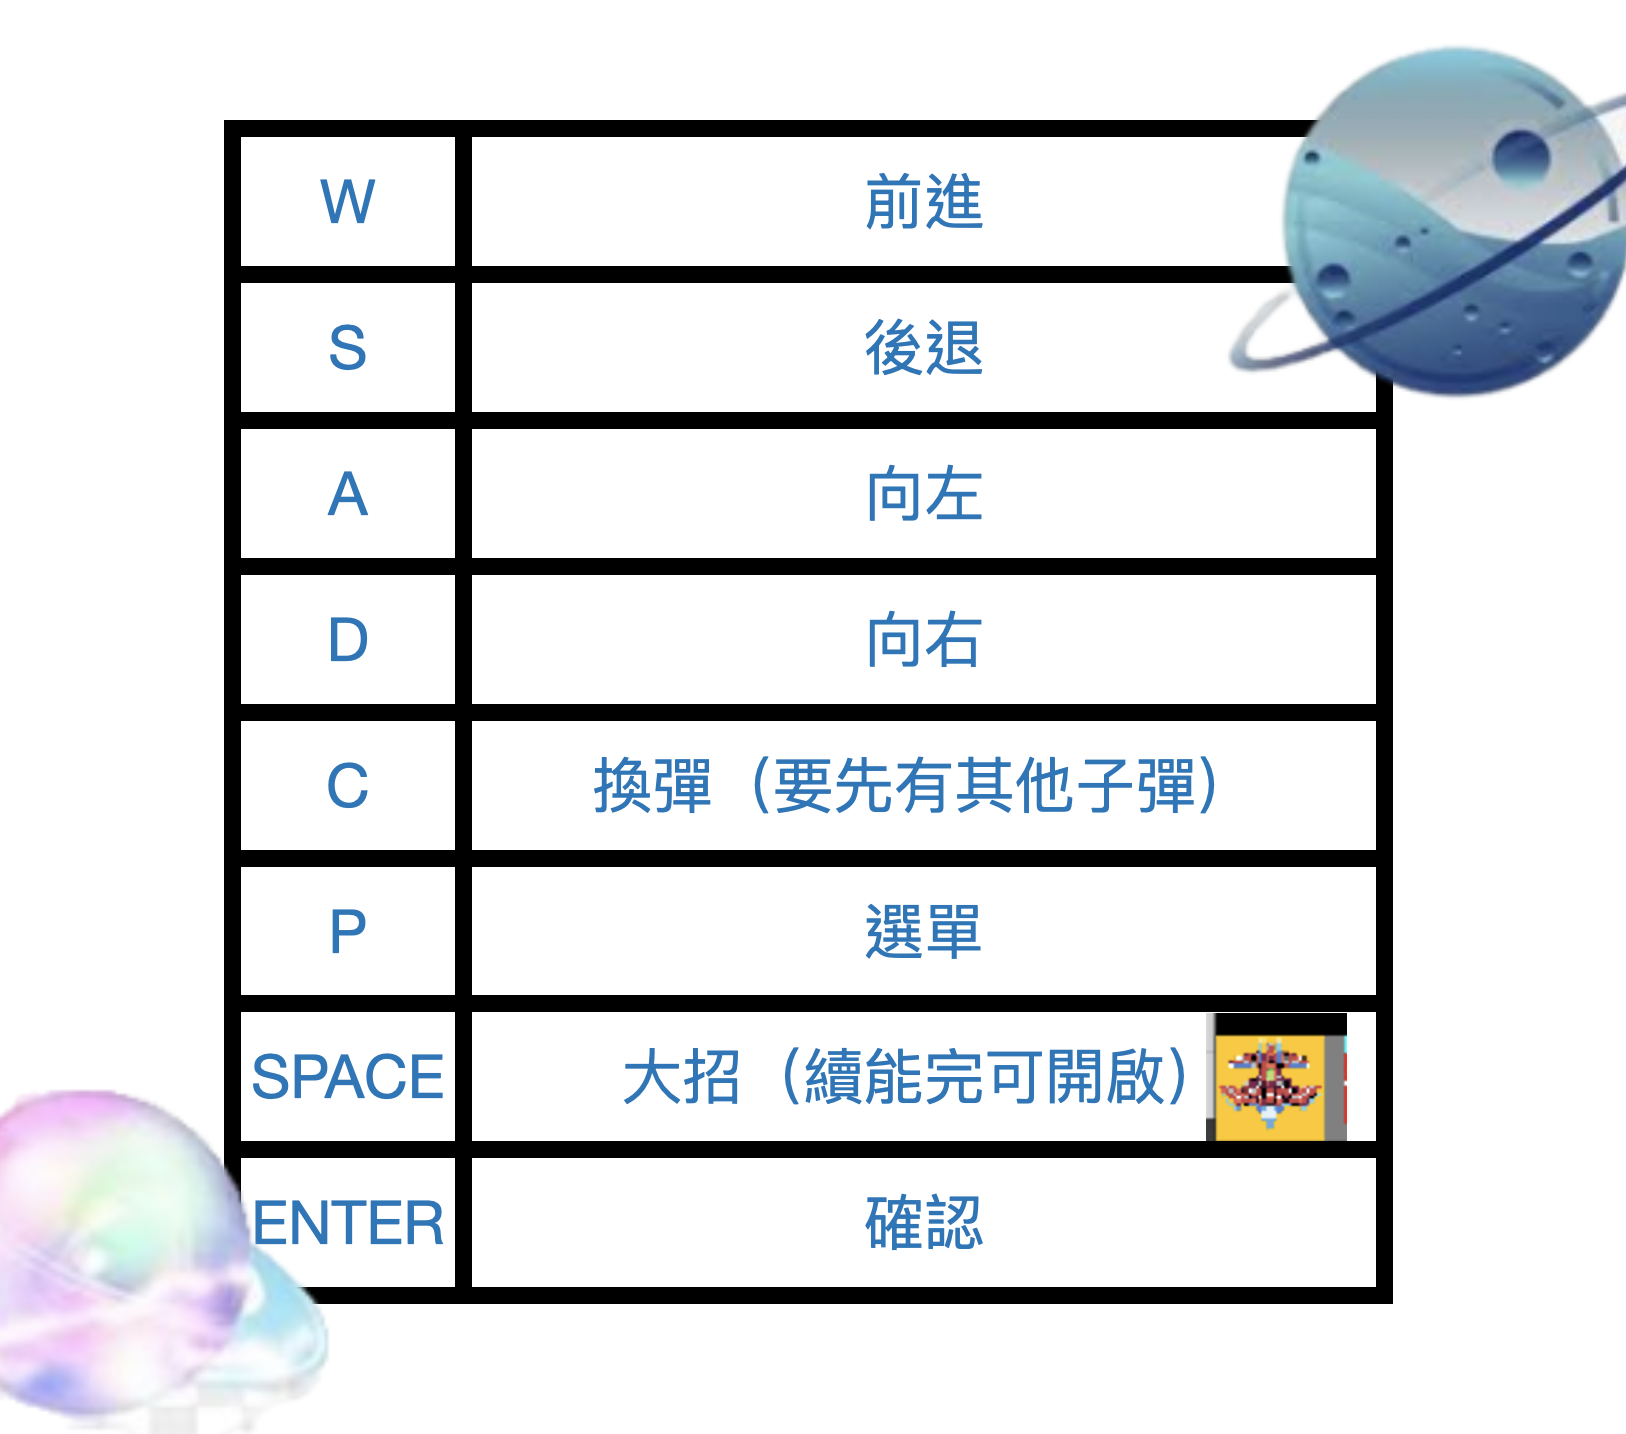 W 前進
S 後退
A 向左
D 向右
C 換彈（要先有其他子彈）
P 選單
SPACE 大招（續能完可開啟）
ENTER 確認